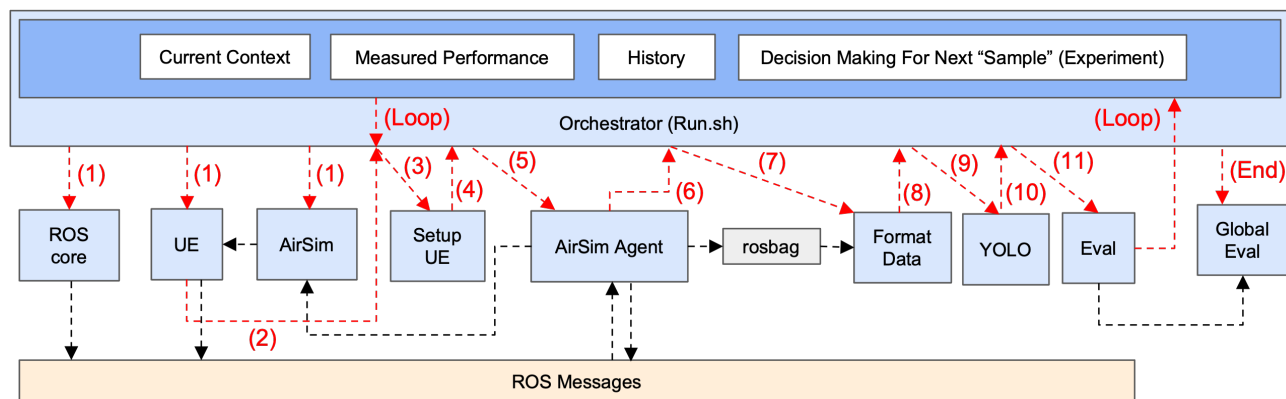 Current Context
Measured Performance
History
Decision Making For Next “Sample” (Experiment)
(Loop)
Orchestrator (Run.sh)
(Loop)
(1)
(1)
(1)
(3)
(4)
(5)
(6)
(7)
(8)
(9)
(10)
(11)
(End)
ROS
core
UE
AirSim
Setup
UE
AirSim Agent
rosbag
Format
Data
YOLO
Eval
Global
Eval
(2)
ROS Messages